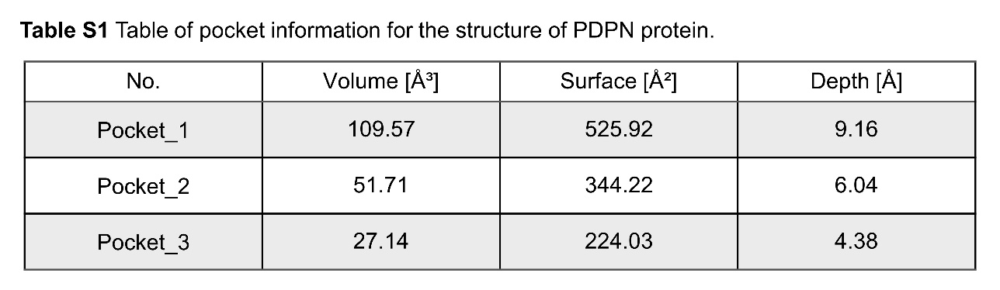 Table S1 Table of pocket information for the structure of PDPN protein.
No. Volume [Å³] Surface [Å²] Depth [Å]
Pocket_1 109.57 525.92 9.16
Pocket_2 51.71 344.22 6.04
Pocket_3 27.14 224.03 4.38